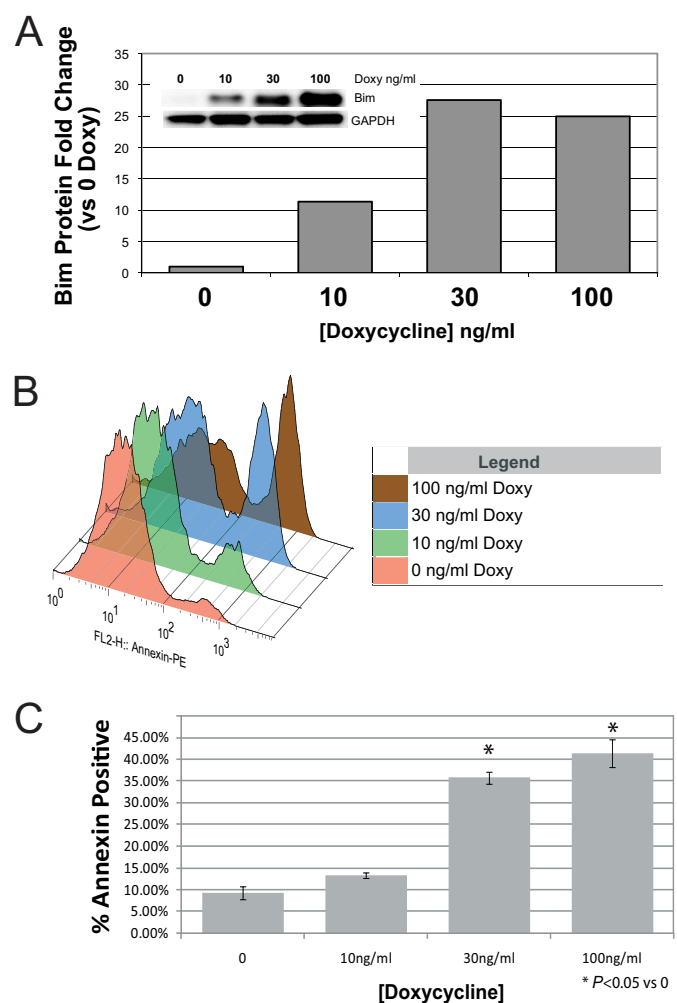 A
Bim Protein Fold Change
(vs 0 Doxy)
35
30
25
20
15
10
5
0
0 10 30 100 Doxy ng/ml
Bim
GAPDH
0 10 30 100
[Doxycycline] ng/ml
B
10^0 10^1 10^2 10^3
FL2-H:: Annexin-PE
Legend
100 ng/ml Doxy
30 ng/ml Doxy
10 ng/ml Doxy
0 ng/ml Doxy
C
% Annexin Positive
45.00%
40.00%
35.00%
30.00%
25.00%
20.00%
15.00%
10.00%
5.00%
0.00%
* *
0 10ng/ml 30ng/ml 100ng/ml
[Doxycycline]
* P<0.05 vs 0